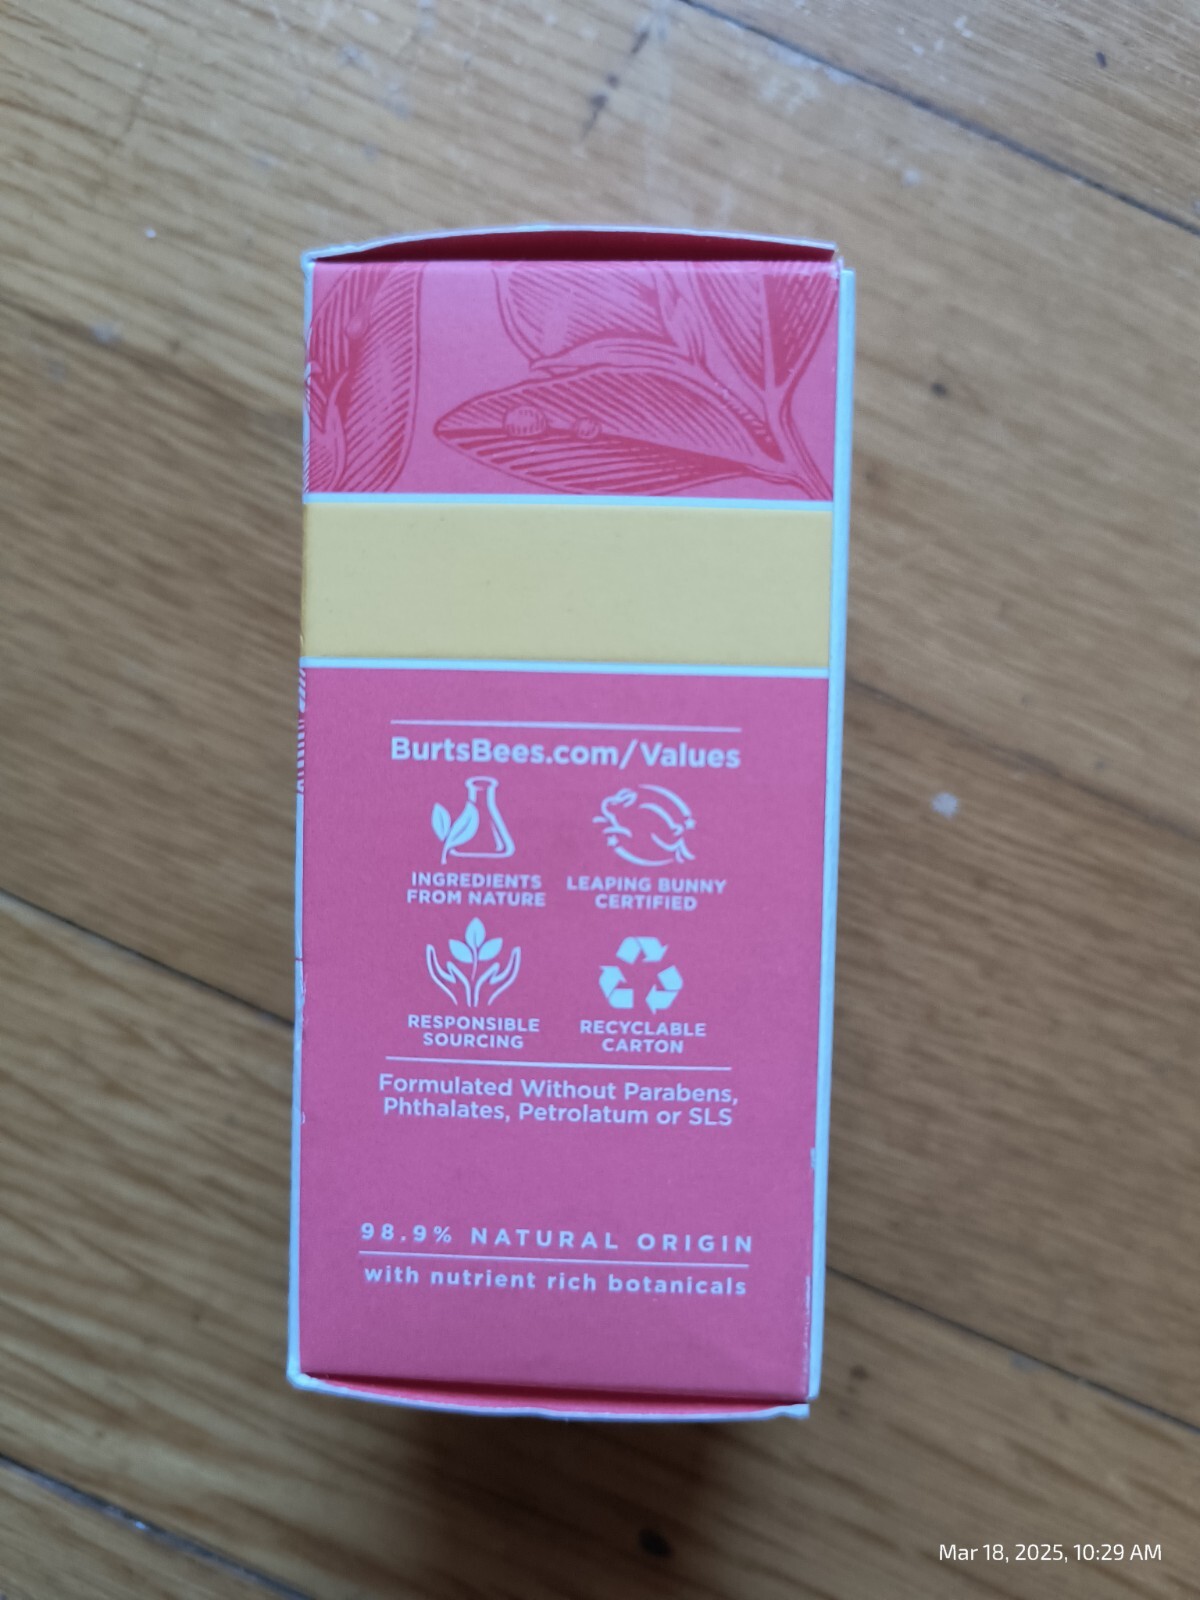 BurtsBees.com/Values
INGREDIENTS
FROM NATURE
LEAPING BUNNY
CERTIFIED
RESPONSIBLE
SOURCING
RECYCLABLE
CARTON
Formulated Without Parabens,
Phthalates, Petrolatum or SLS
98.9% NATURAL ORIGIN
with nutrient rich botanicals
Mar 18, 2025, 10:29 AM